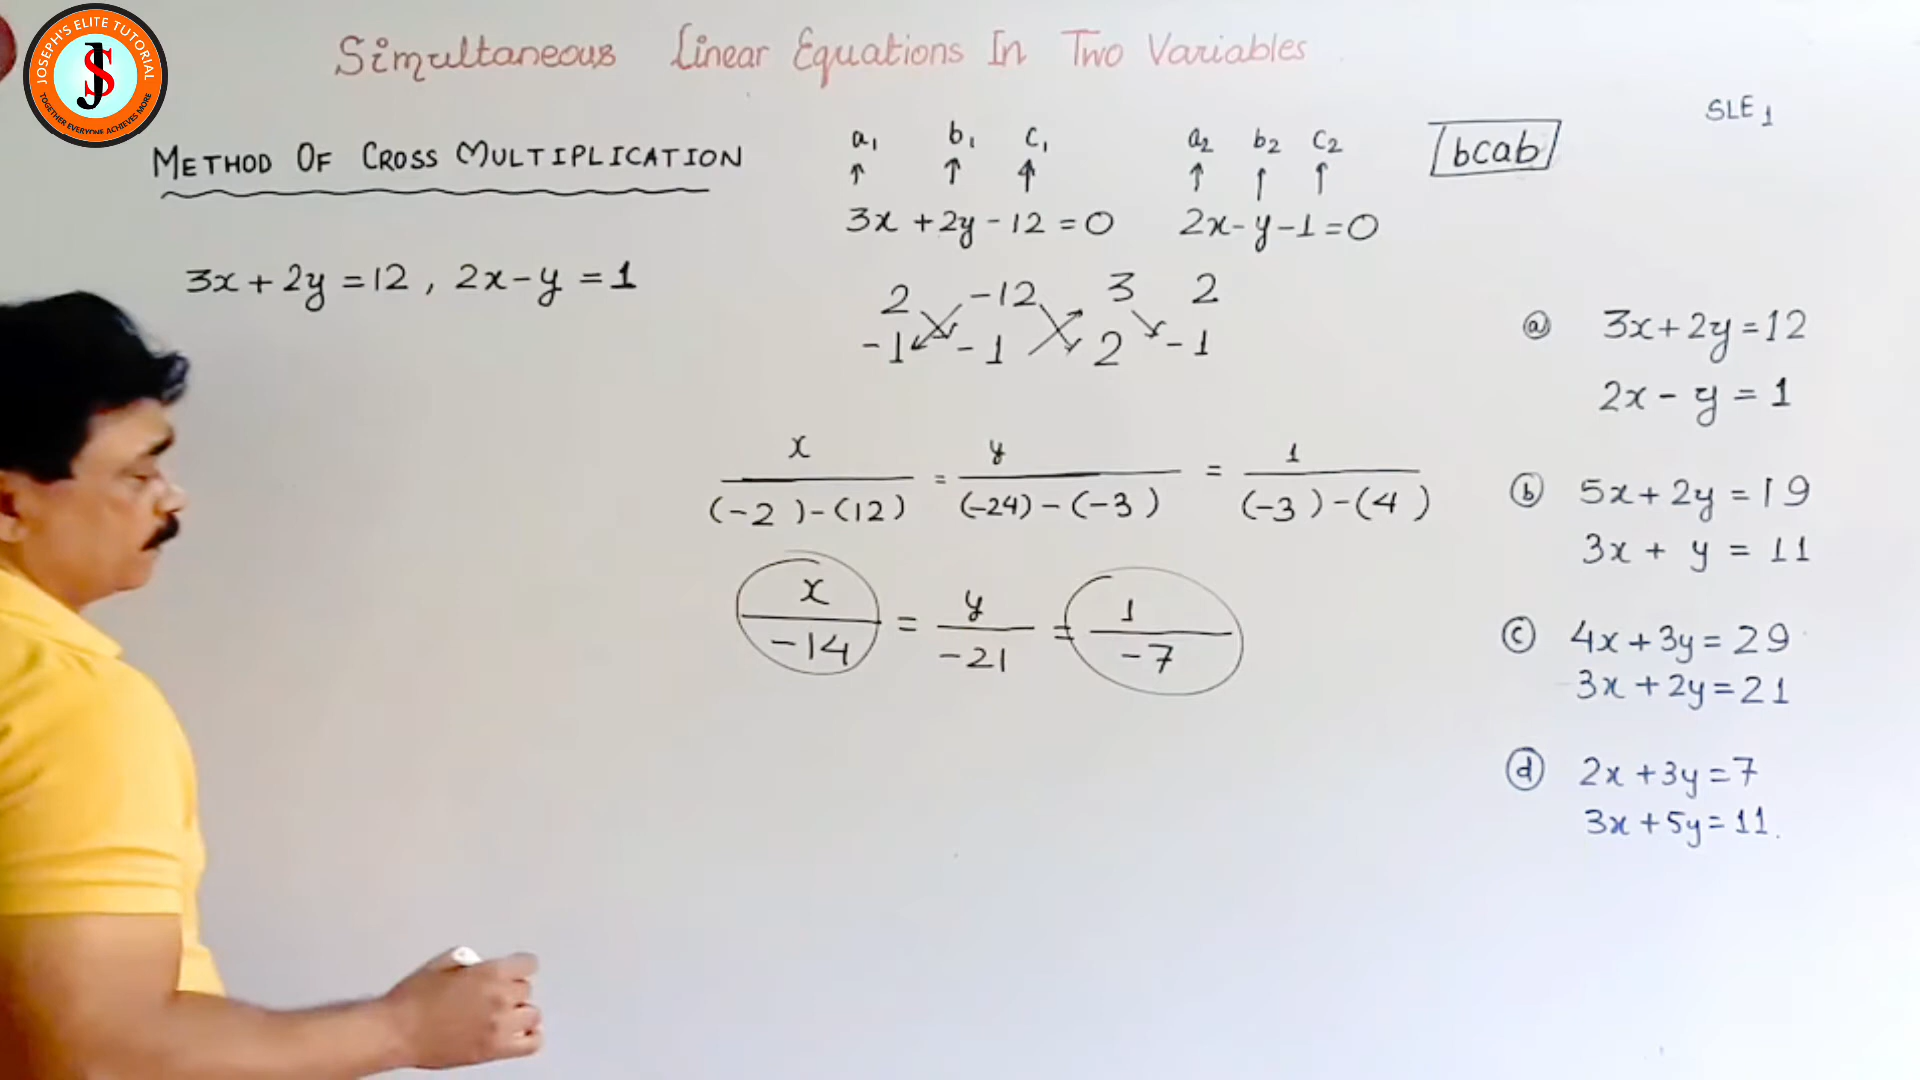 JOSEPH'S ELITE TUTORIAL
JS
TOGETHER EVERYONE ACHIEVES MORE
Simultaneous Linear Equations In Two Variables
SLE 1
METHOD OF CROSS MULTIPLICATION
a₁ b₁ c₁ a₂ b₂ c₂
↑ ↑ ↑ ↑ ↑ ↑
bcab
3x + 2y - 12 = 0 2x - y - 1 = 0
3x + 2y = 12, 2x - y = 1
2 -12 3 2
-1 -1 2 -1
x/((-2)-(12)) = y/((-24)-(-3)) = 1/((-3)-(4))
x/-14 = y/-21 = 1/-7
ⓐ 3x + 2y = 12
2x - y = 1
ⓑ 5x + 2y = 19
3x + y = 11
ⓒ 4x + 3y = 29
3x + 2y = 21
ⓓ 2x + 3y = 7
3x + 5y = 11.